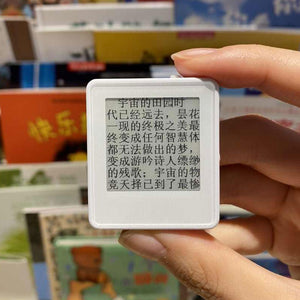 宇宙的田园时
代已经远去，昙花
一现的终极之美最
终变成任何智慧体
都无法做出的梦，
变成游吟诗人缥缈
的残歌；宇宙的物
竞天择已到了最惨
快乐